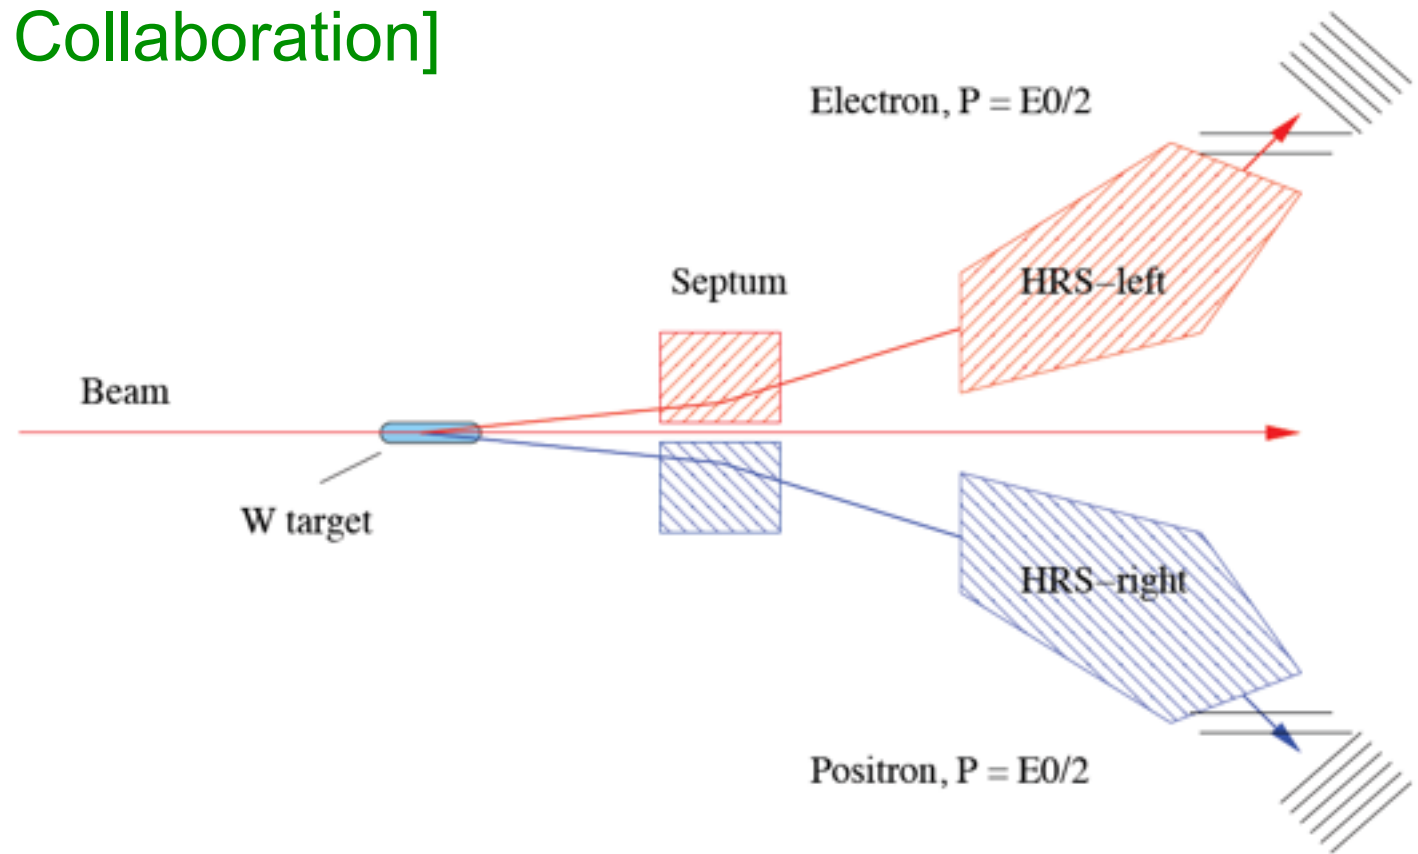 Collaboration]
Electron, P = E0/2
Septum
HRS–left
Beam
W target
HRS–right
Positron, P = E0/2